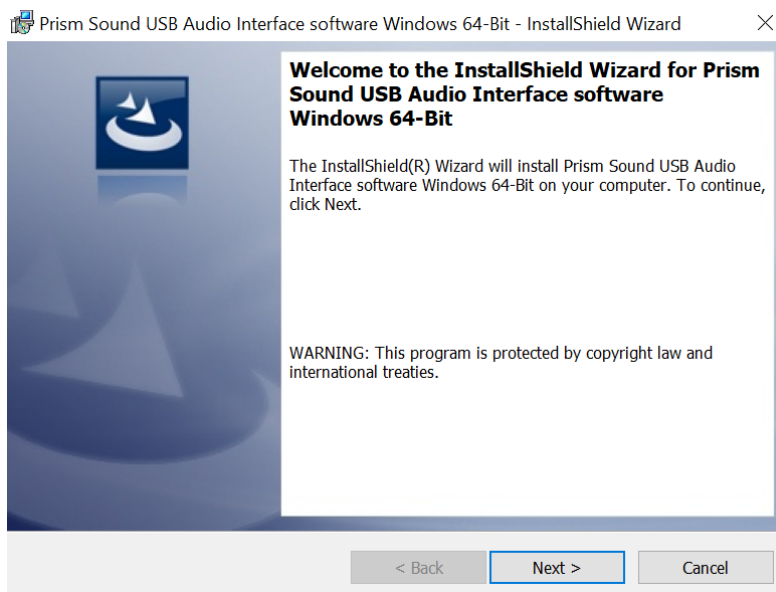 Prism Sound USB Audio Interface software Windows 64-Bit - InstallShield Wizard
Welcome to the InstallShield Wizard for Prism
Sound USB Audio Interface software
Windows 64-Bit
The InstallShield(R) Wizard will install Prism Sound USB Audio
Interface software Windows 64-Bit on your computer. To continue,
click Next.
WARNING: This program is protected by copyright law and
international treaties.
< Back Next > Cancel